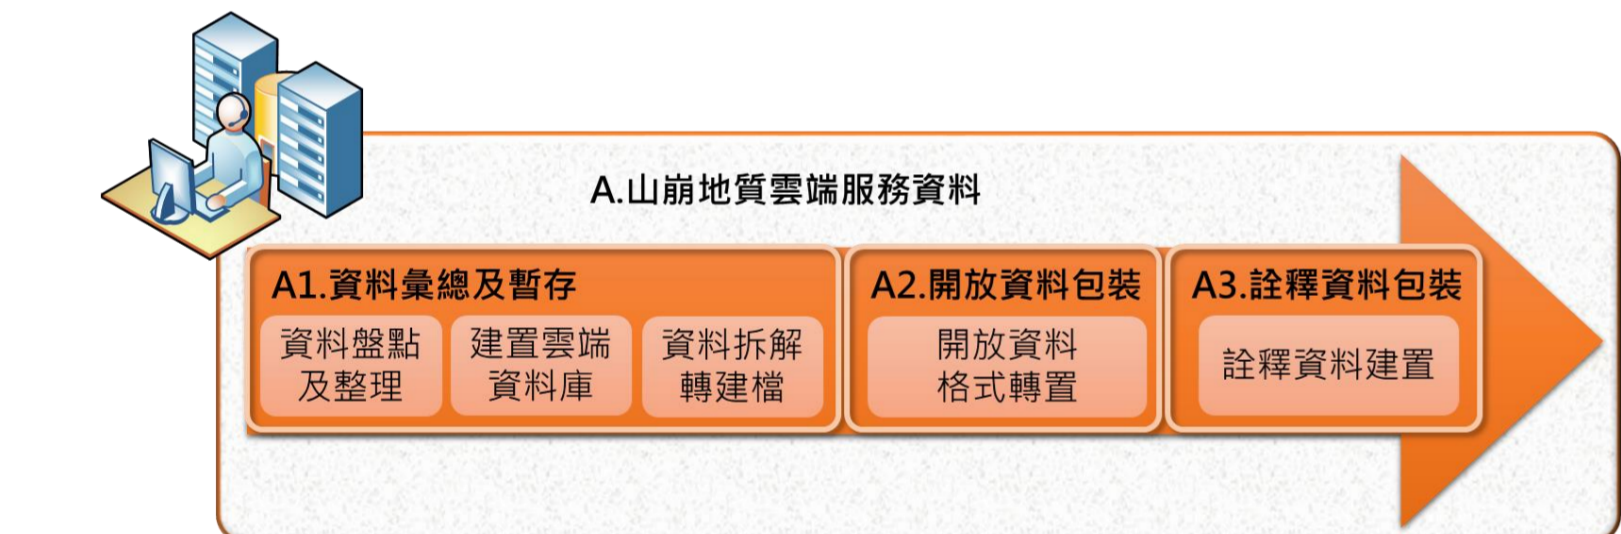 A.山崩地質雲端服務資料
A1.資料彙總及暫存
資料盤點
及整理
建置雲端
資料庫
資料拆解
轉建檔
A2.開放資料包裝
開放資料
格式轉置
A3.詮釋資料包裝
詮釋資料建置